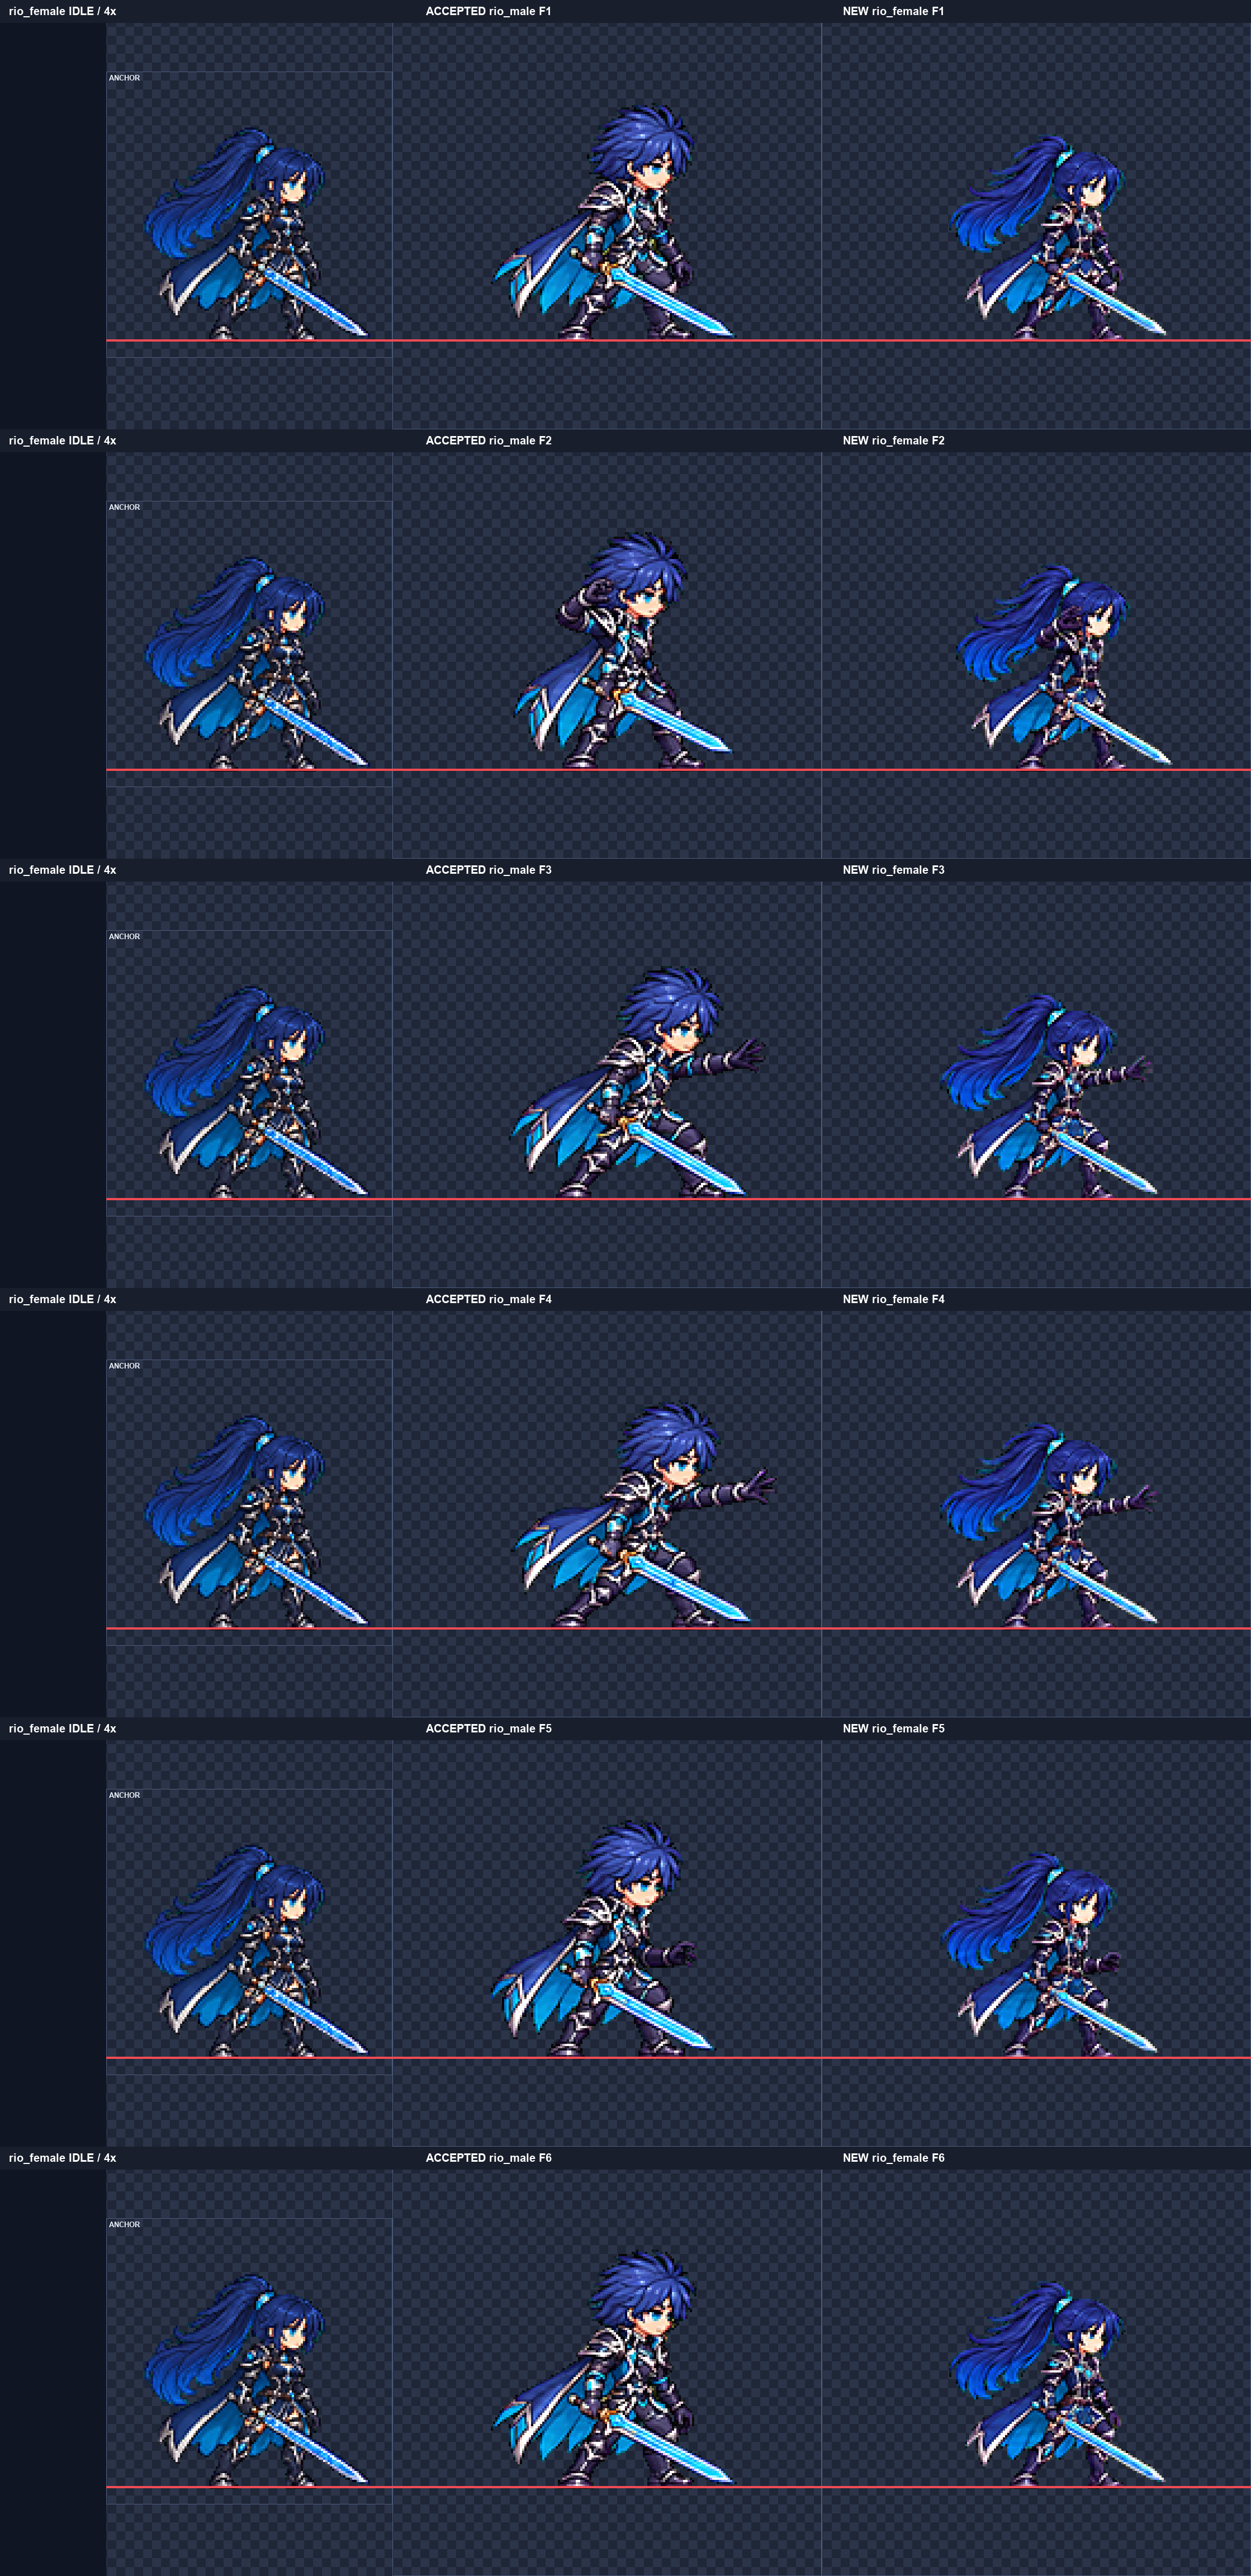 rio_female IDLE / 4x ACCEPTED rio_male F1 NEW rio_female F1
ANCHOR
rio_female IDLE / 4x ACCEPTED rio_male F2 NEW rio_female F2
ANCHOR
rio_female IDLE / 4x ACCEPTED rio_male F3 NEW rio_female F3
ANCHOR
rio_female IDLE / 4x ACCEPTED rio_male F4 NEW rio_female F4
ANCHOR
rio_female IDLE / 4x ACCEPTED rio_male F5 NEW rio_female F5
ANCHOR
rio_female IDLE / 4x ACCEPTED rio_male F6 NEW rio_female F6
ANCHOR